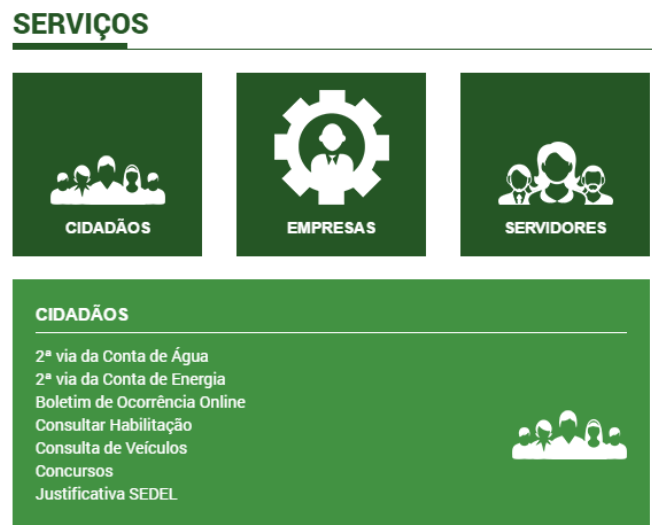 SERVIÇOS
CIDADÃOS
EMPRESAS
SERVIDORES
CIDADÃOS
2ª via da Conta de Água
2ª via da Conta de Energia
Boletim de Ocorrência Online
Consultar Habilitação
Consulta de Veículos
Concursos
Justificativa SEDEL